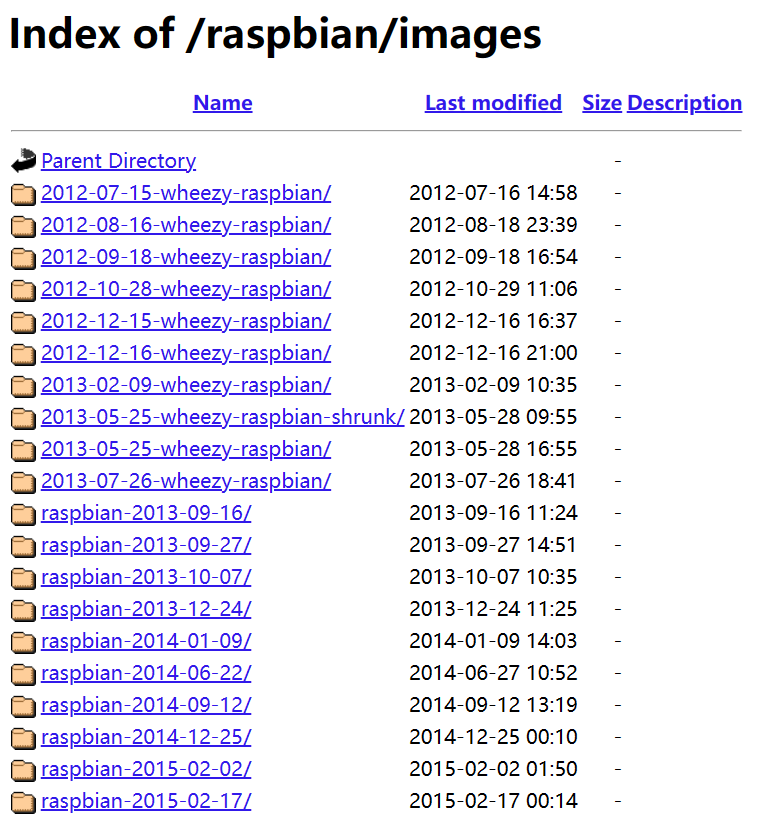 Index of /raspbian/images
Name Last modified Size Description
Parent Directory -
2012-07-15-wheezy-raspbian/ 2012-07-16 14:58 -
2012-08-16-wheezy-raspbian/ 2012-08-18 23:39 -
2012-09-18-wheezy-raspbian/ 2012-09-18 16:54 -
2012-10-28-wheezy-raspbian/ 2012-10-29 11:06 -
2012-12-15-wheezy-raspbian/ 2012-12-16 16:37 -
2012-12-16-wheezy-raspbian/ 2012-12-16 21:00 -
2013-02-09-wheezy-raspbian/ 2013-02-09 10:35 -
2013-05-25-wheezy-raspbian-shrunk/ 2013-05-28 09:55 -
2013-05-25-wheezy-raspbian/ 2013-05-28 16:55 -
2013-07-26-wheezy-raspbian/ 2013-07-26 18:41 -
raspbian-2013-09-16/ 2013-09-16 11:24 -
raspbian-2013-09-27/ 2013-09-27 14:51 -
raspbian-2013-10-07/ 2013-10-07 10:35 -
raspbian-2013-12-24/ 2013-12-24 11:25 -
raspbian-2014-01-09/ 2014-01-09 14:03 -
raspbian-2014-06-22/ 2014-06-27 10:52 -
raspbian-2014-09-12/ 2014-09-12 13:19 -
raspbian-2014-12-25/ 2014-12-25 00:10 -
raspbian-2015-02-02/ 2015-02-02 01:50 -
raspbian-2015-02-17/ 2015-02-17 00:14 -